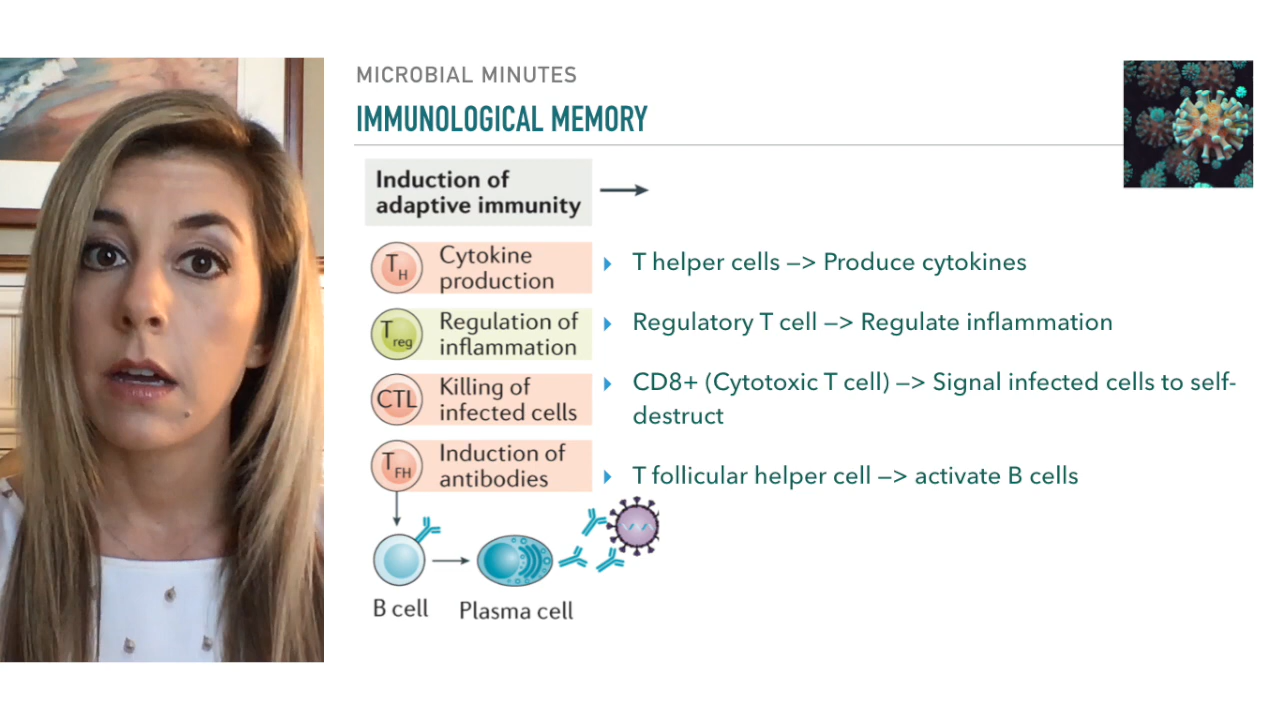 MICROBIAL MINUTES
IMMUNOLOGICAL MEMORY
Induction of
adaptive immunity
TH
Cytokine
production
T helper cells —> Produce cytokines
Treg
Regulation of
inflammation
Regulatory T cell —> Regulate inflammation
CTL
Killing of
infected cells
CD8+ (Cytotoxic T cell) —> Signal infected cells to self-
destruct
TFH
Induction of
antibodies
T follicular helper cell —> activate B cells
B cell
Plasma cell